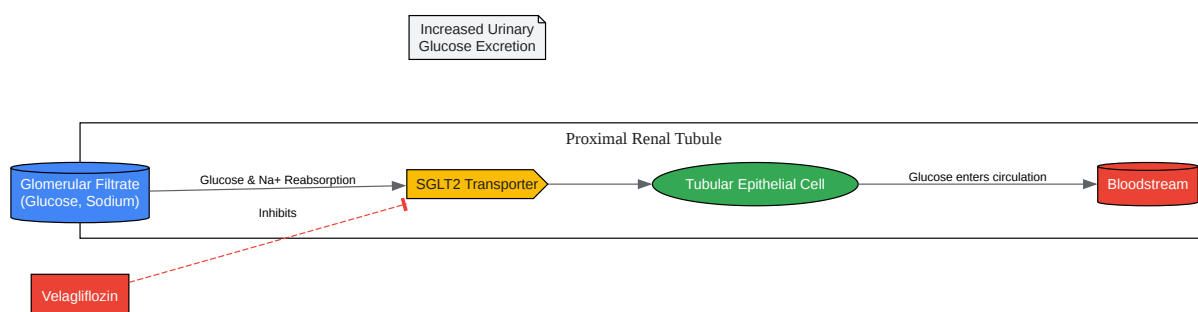 Increased Urinary
Glucose Excretion
Proximal Renal Tubule
Glomerular Filtrate
(Glucose, Sodium)
Glucose & Na+ Reabsorption
SGLT2 Transporter
Tubular Epithelial Cell
Glucose enters circulation
Bloodstream
Inhibits
Velagliflozin